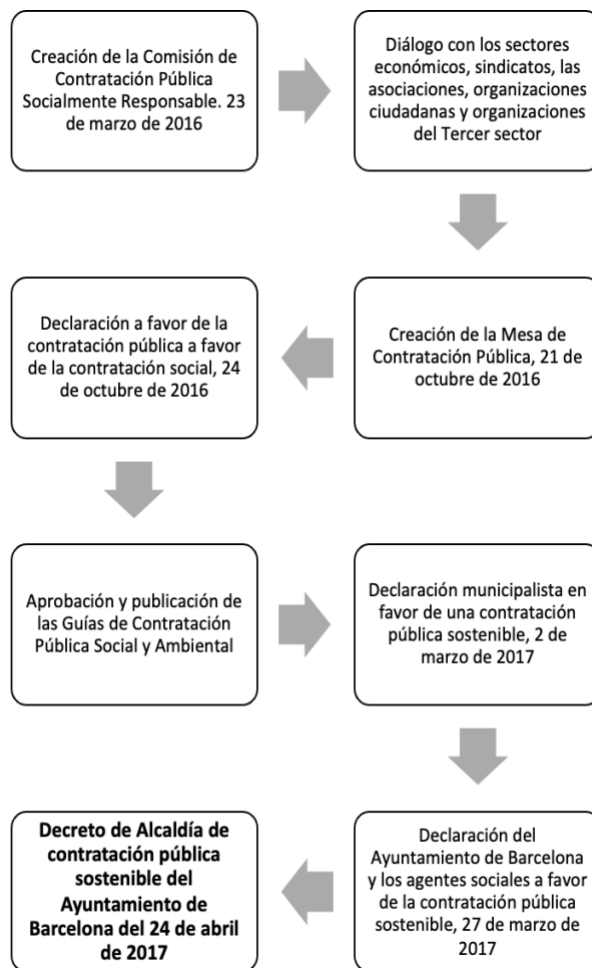 Creación de la Comisión de
Contratación Pública
Socialmente Responsable. 23
de marzo de 2016
Diálogo con los sectores
económicos, sindicatos, las
asociaciones, organizaciones
ciudadanas y organizaciones
del Tercer sector
Creación de la Mesa de
Contratación Pública, 21 de
octubre de 2016
Declaración a favor de la
contratación pública a favor
de la contratación social, 24
de octubre de 2016
Aprobación y publicación de
las Guías de Contratación
Pública Social y Ambiental
Declaración municipalista en
favor de una contratación
pública sostenible, 2 de
marzo de 2017
Declaración del
Ayuntamiento de Barcelona
y los agentes sociales a favor
de la contratación pública
sostenible, 27 de marzo de
2017
Decreto de Alcaldía de
contratación pública
sostenible del
Ayuntamiento de
Barcelona del 24 de abril
de 2017